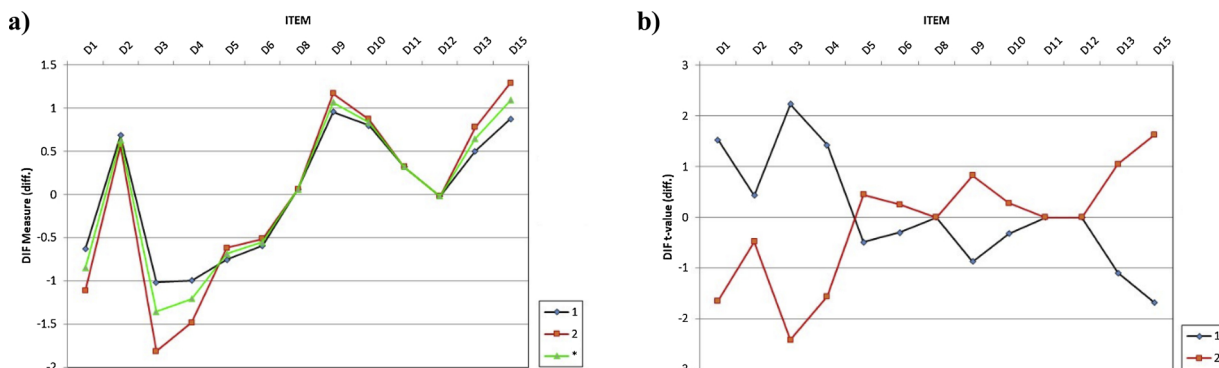 a)
ITEM
D1 D2 D3 D4 D5 D6 D8 D9 D10 D11 D12 D13 D15
1.5
1
0.5
0
-0.5
-1
-1.5
-2
DIF Measure (diff.)
1
2
*
b)
ITEM
D1 D2 D3 D4 D5 D6 D8 D9 D10 D11 D12 D13 D15
3
2
1
0
-1
-2
-3
DIF t-value (diff.)
1
2